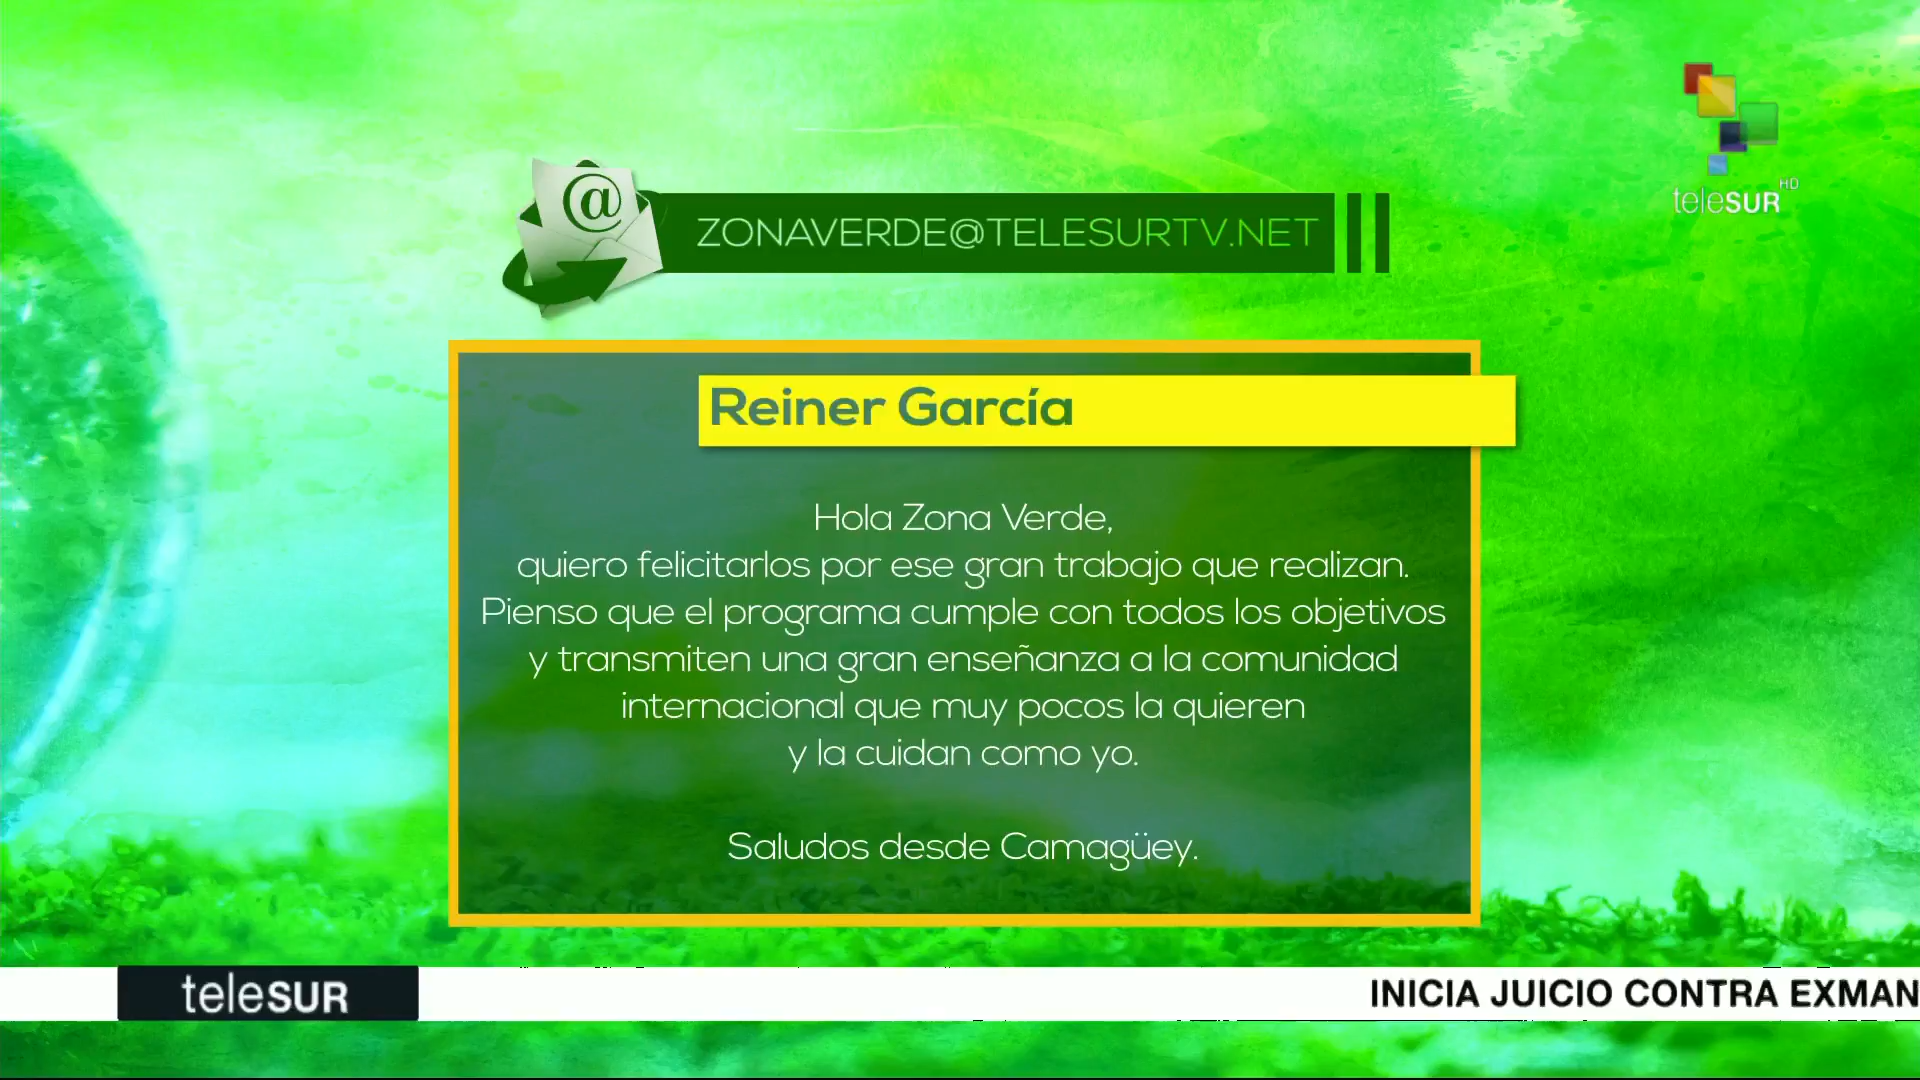 @
ZONAVERDE@TELESURTV.NET
teleSUR HD
Reiner García
Hola Zona Verde,
quiero felicitarlos por ese gran trabajo que realizan.
Pienso que el programa cumple con todos los objetivos
y transmiten una gran enseñanza a la comunidad
internacional que muy pocos la quieren
y la cuidan como yo.
Saludos desde Camagüey.
teleSUR
INICIA JUICIO CONTRA EXMAN